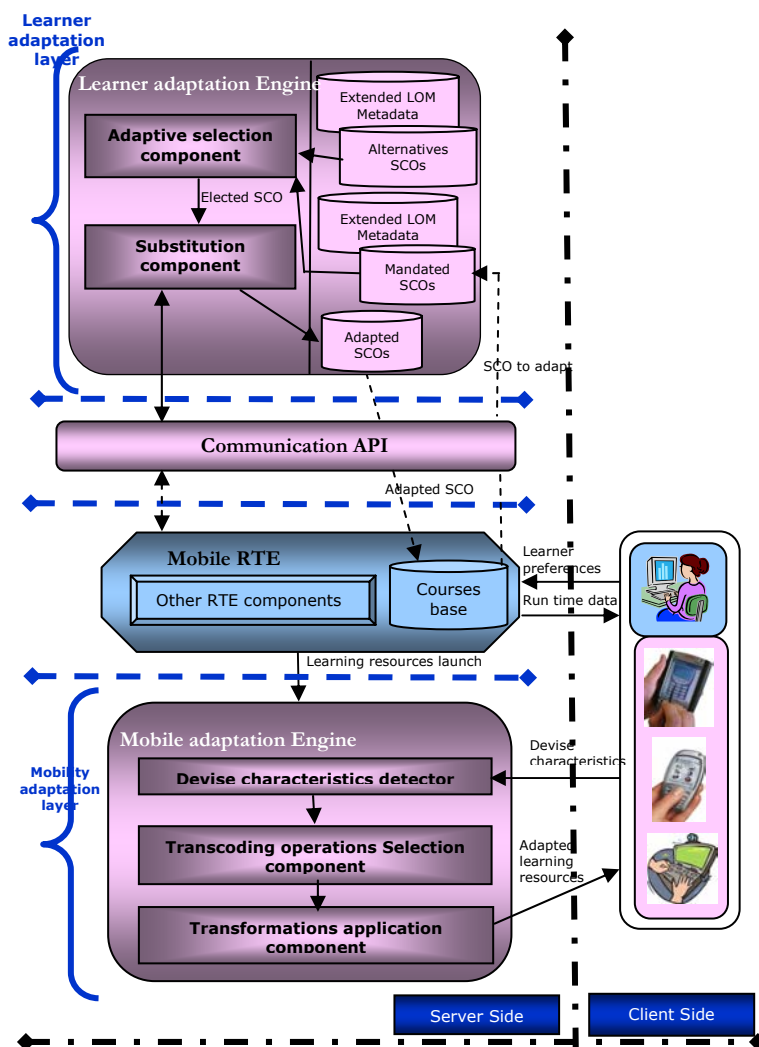 Learner
adaptation
layer
Learner adaptation Engine
Extended LOM
Metadata
Adaptive selection
component
Alternatives
SCOs
Elected SCO
Extended LOM
Metadata
Substitution
component
Mandated
SCOs
Adapted
SCOs
SCO to adapt
Communication API
Adapted SCO
Mobile RTE
Other RTE components
Courses
base
Learner
preferences
Run time data
Learning resources launch
Mobility
adaptation
layer
Mobile adaptation Engine
Devise characteristics detector
Devise
characteristics
Transcoding operations Selection
component
Adapted
learning
resources
Transformations application
component
Server Side
Client Side